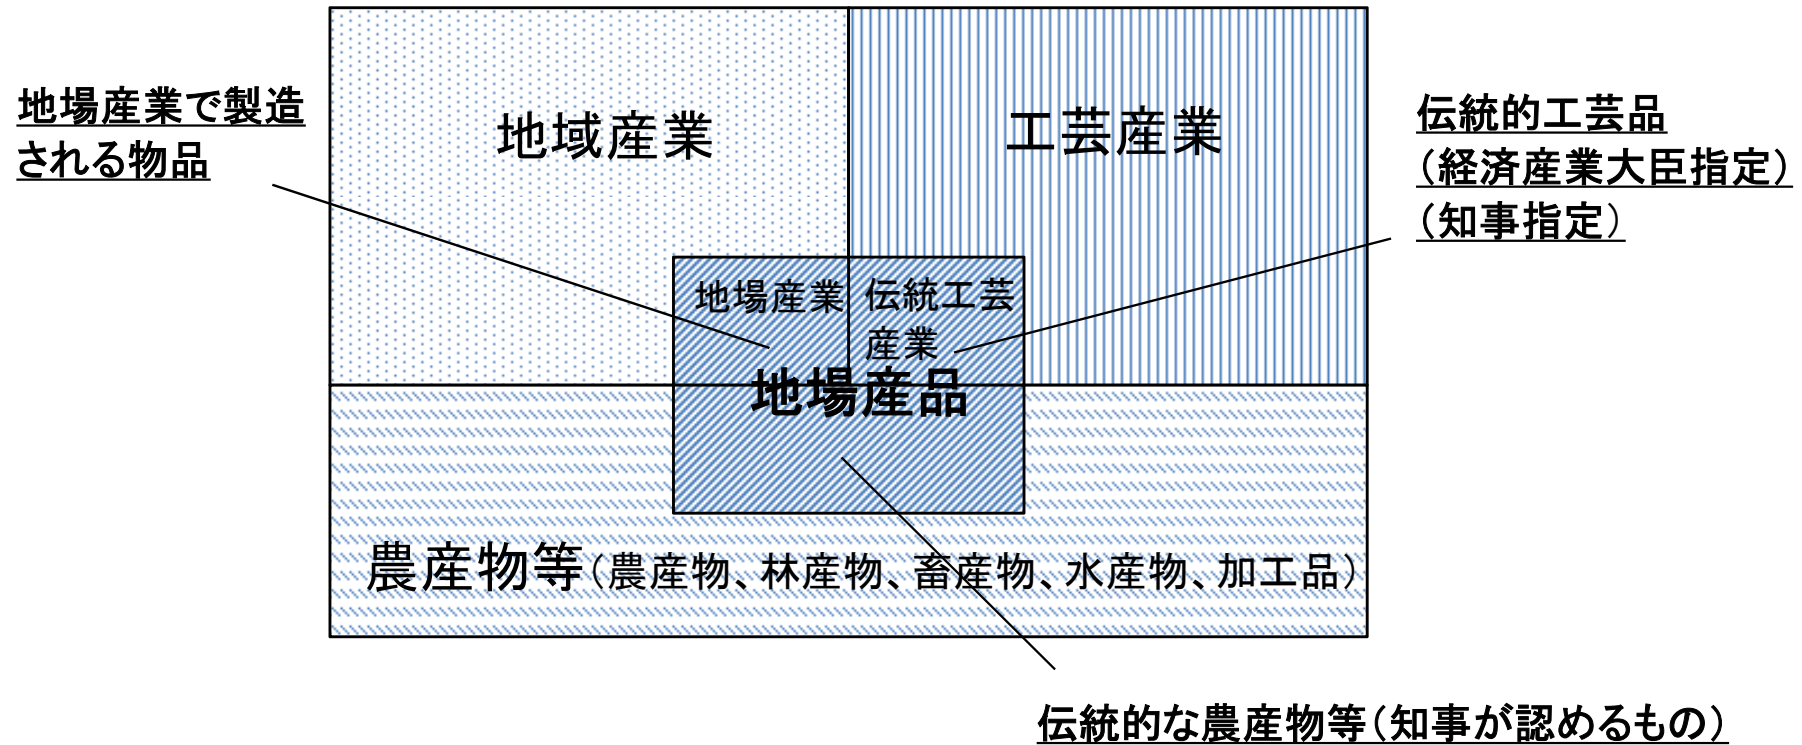 地場産業で製造
される物品
地域産業
工芸産業
伝統的工芸品
（経済産業大臣指定）
（知事指定）
地場産業
伝統工芸
産業
地場産品
農産物等（農産物、林産物、畜産物、水産物、加工品）
伝統的な農産物等（知事が認めるもの）